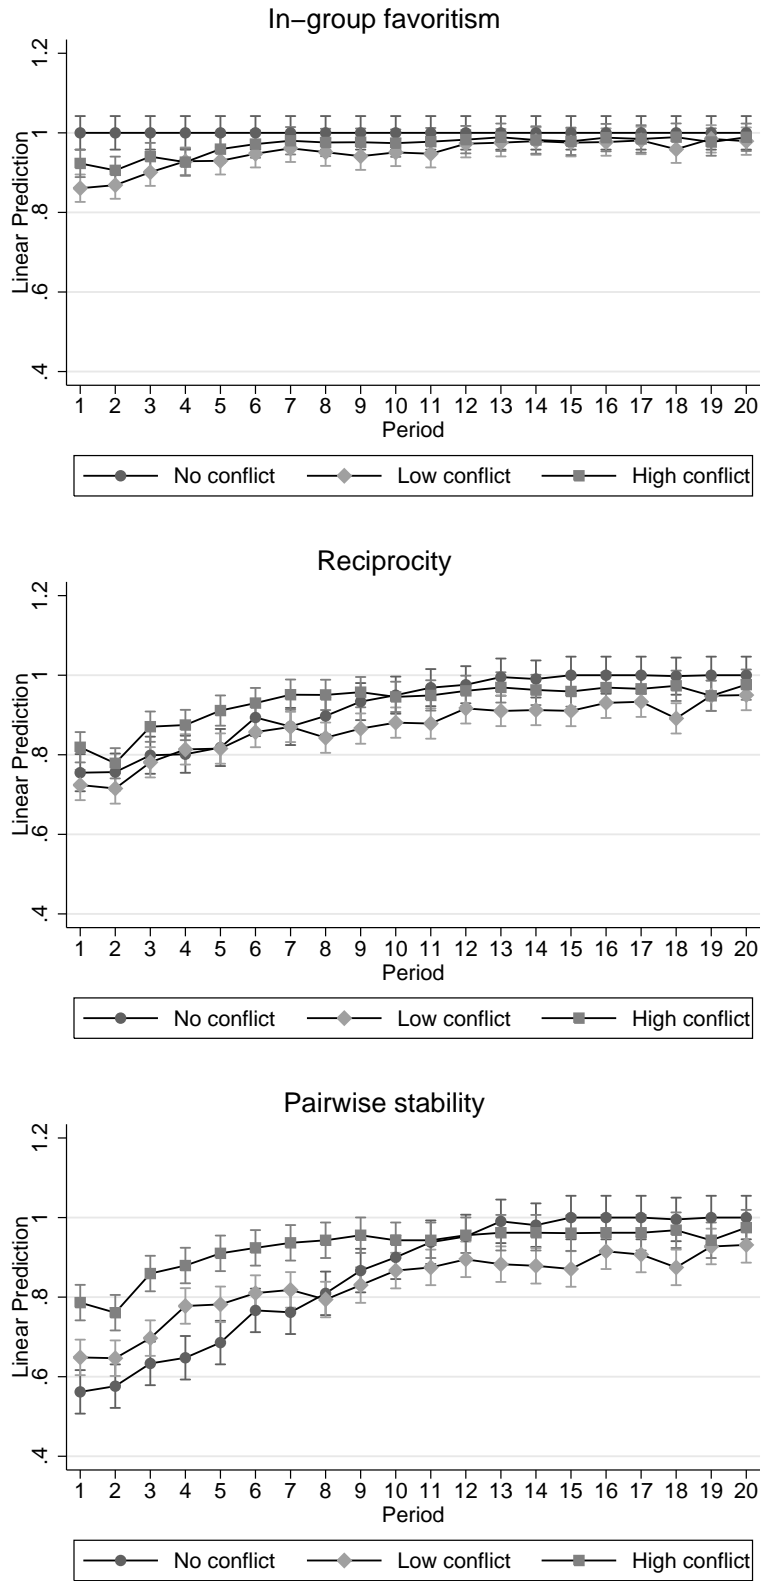 In−group favoritism
Linear Prediction
1.2
1
.8
.6
.4
1 2 3 4 5 6 7 8 9 10 11 12 13 14 15 16 17 18 19 20
Period
No conflict Low conflict High conflict
Reciprocity
Linear Prediction
1.2
1
.8
.6
.4
1 2 3 4 5 6 7 8 9 10 11 12 13 14 15 16 17 18 19 20
Period
No conflict Low conflict High conflict
Pairwise stability
Linear Prediction
1.2
1
.8
.6
.4
1 2 3 4 5 6 7 8 9 10 11 12 13 14 15 16 17 18 19 20
Period
No conflict Low conflict High conflict